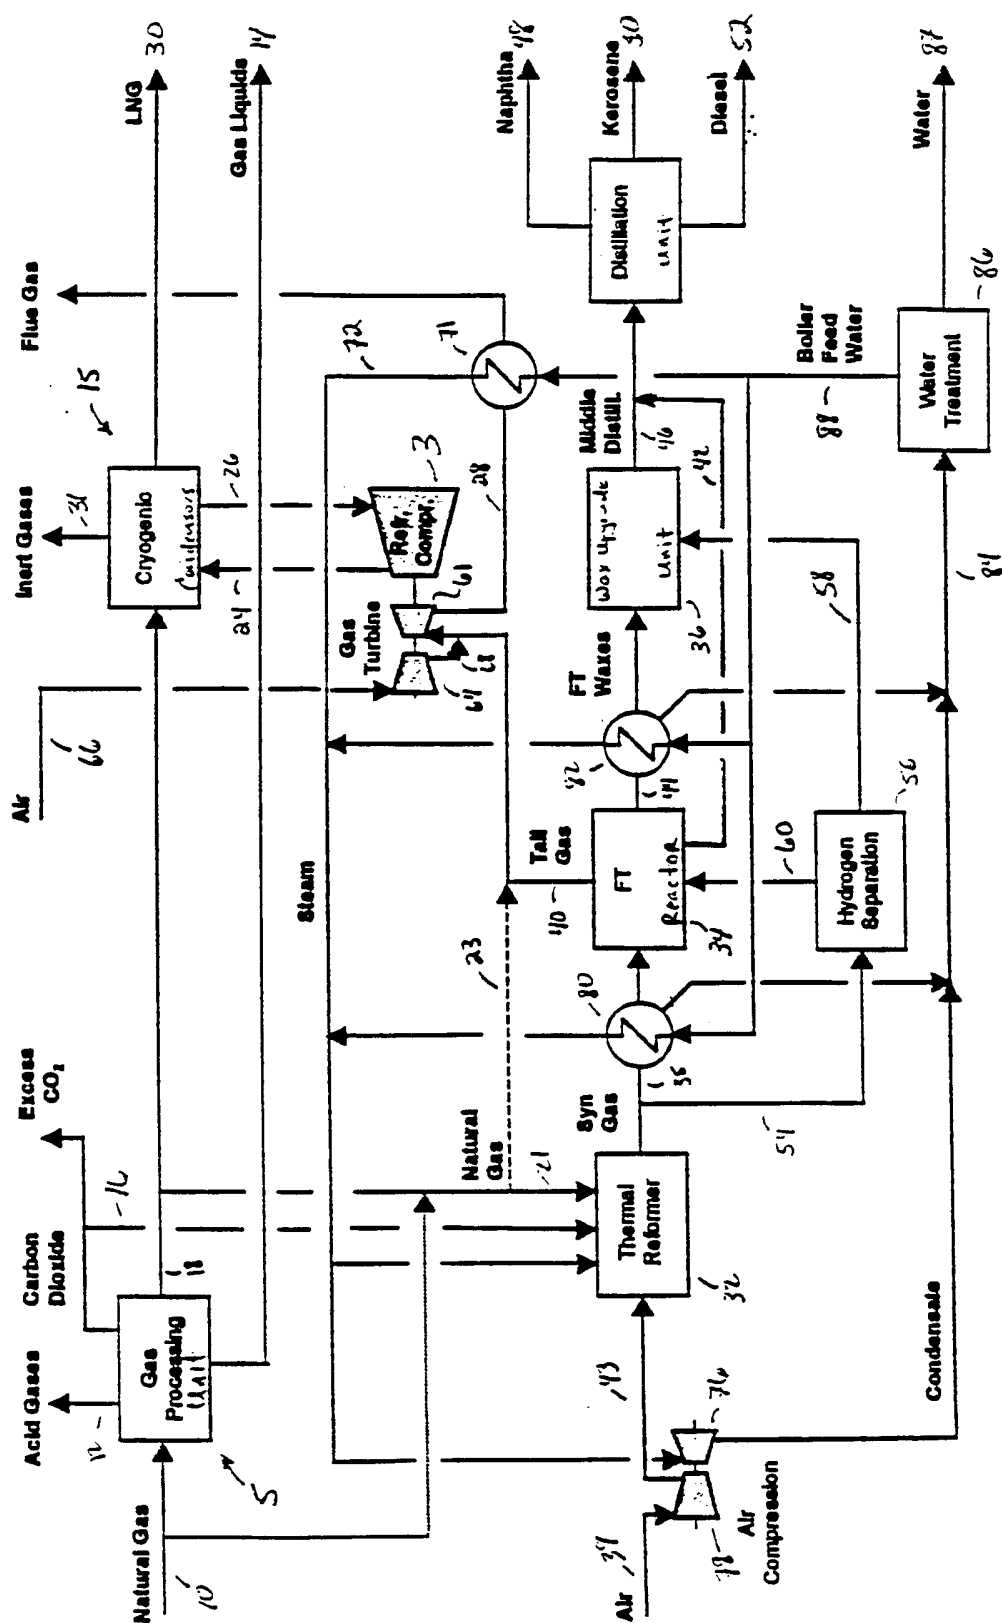 Natural Gas
10
Acid Gases
12
Carbon
Dioxide
16
Excess
CO2
Gas
Processing
Unit
5
18
Inert Gases
31
15
Cryogenic
Condensors
LNG
30
Flue Gas
Gas Liquids
14
24
26
Air
66
Steam
Gas
Turbine
64
68
61
Refr.
Compr.
3
28
72
71
Natural
Gas
21
23
Tail
Gas
40
Air
39
78
76
Air
Compression
43
Thermal
Reformer
32
Syn
Gas
35
80
FT
Reactor
34
41
82
FT
Waxes
Wax Upgrade
Unit
36
Middle
Distill.
46
42
Distillation
Unit
Naphtha
48
Kerosene
50
Diesel
52
54
Hydrogen
Separation
56
60
58
Boiler
Feed
Water
88
Condensate
84
Water
Treatment
86
Water
87